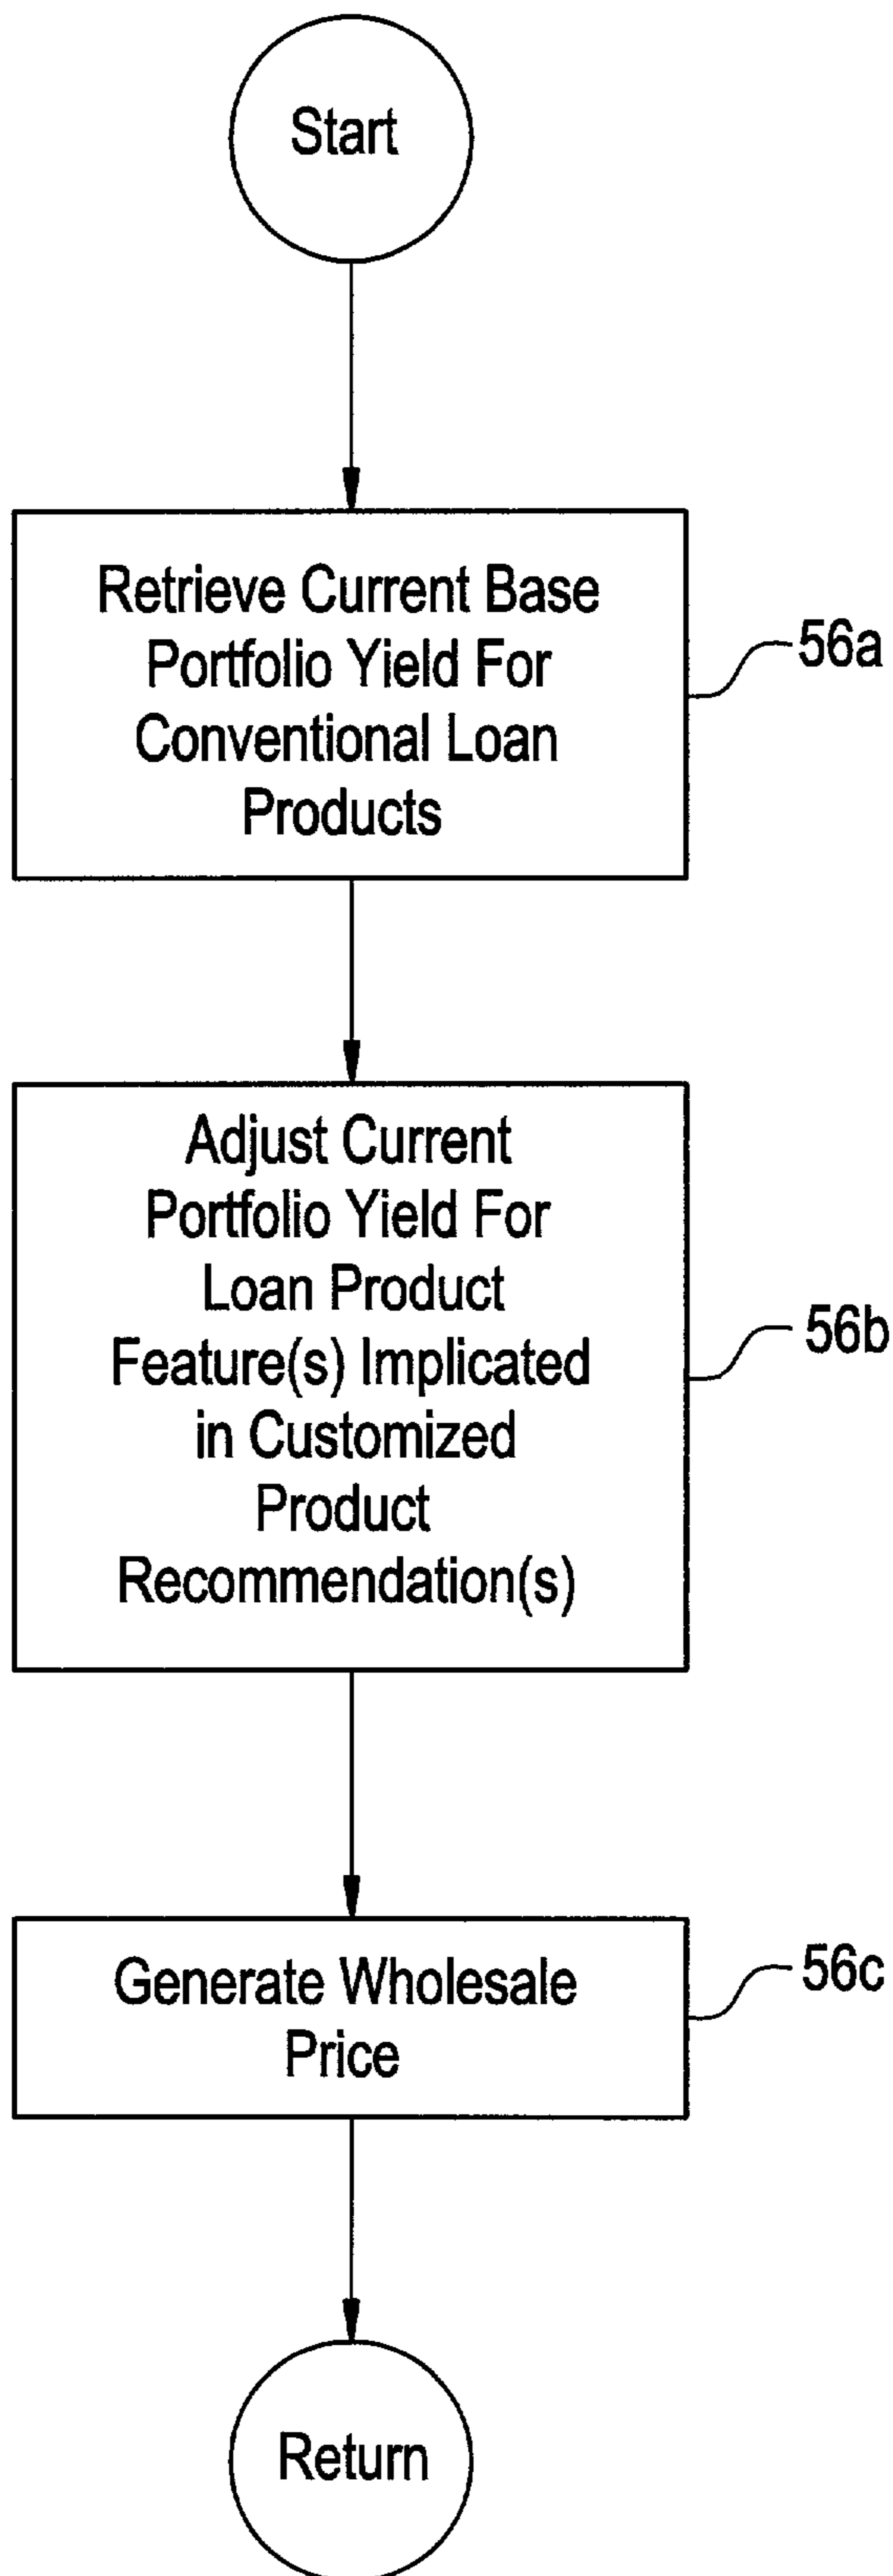 Start
Retrieve Current Base
Portfolio Yield For
Conventional Loan
Products
56a
Adjust Current
Portfolio Yield For
Loan Product
Feature(s) Implicated
in Customized
Product
Recommendation(s)
56b
Generate Wholesale
Price
56c
Return